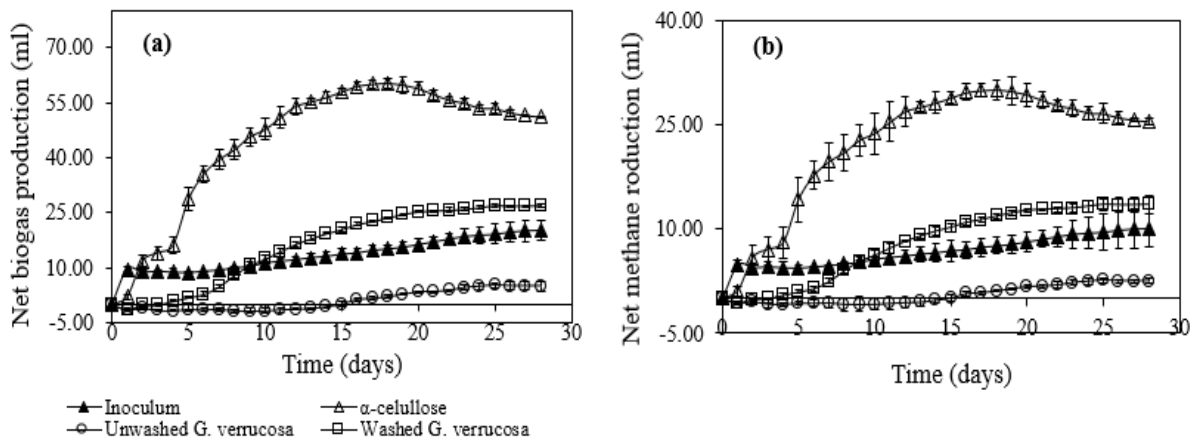 (a)
Net biogas production (ml)
70.00
55.00
40.00
25.00
10.00
-5.00
0 5 10 15 20 25 30
Time (days)
(b)
Net methane roduction (ml)
40.00
25.00
10.00
-5.00
0 5 10 15 20 25 30
Time (days)
Inoculum α-celullose
Unwashed G. verrucosa Washed G. verrucosa